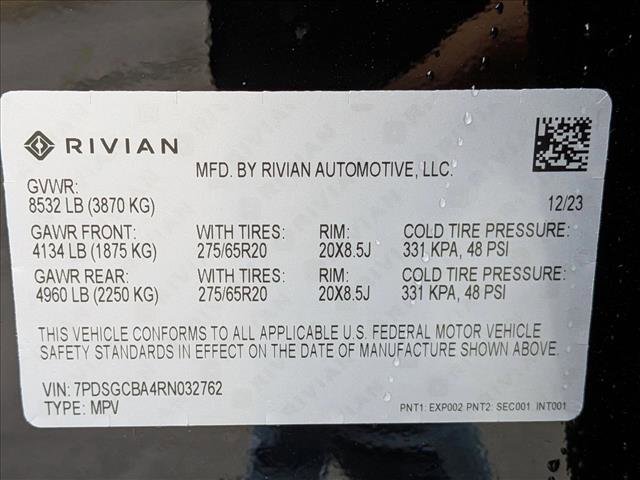 RIVIAN
MFD. BY RIVIAN AUTOMOTIVE, LLC.
GVWR:
8532 LB (3870 KG) 12/23
GAWR FRONT: WITH TIRES: RIM: COLD TIRE PRESSURE:
4134 LB (1875 KG) 275/65R20 20X8.5J 331 KPA, 48 PSI
GAWR REAR: WITH TIRES: RIM: COLD TIRE PRESSURE:
4960 LB (2250 KG) 275/65R20 20X8.5J 331 KPA, 48 PSI
THIS VEHICLE CONFORMS TO ALL APPLICABLE U.S. FEDERAL MOTOR VEHICLE
SAFETY STANDARDS IN EFFECT ON THE DATE OF MANUFACTURE SHOWN ABOVE.
VIN: 7PDSGCBA4RN032762
TYPE: MPV PNT1: EXP002 PNT2: SEC001 INT001